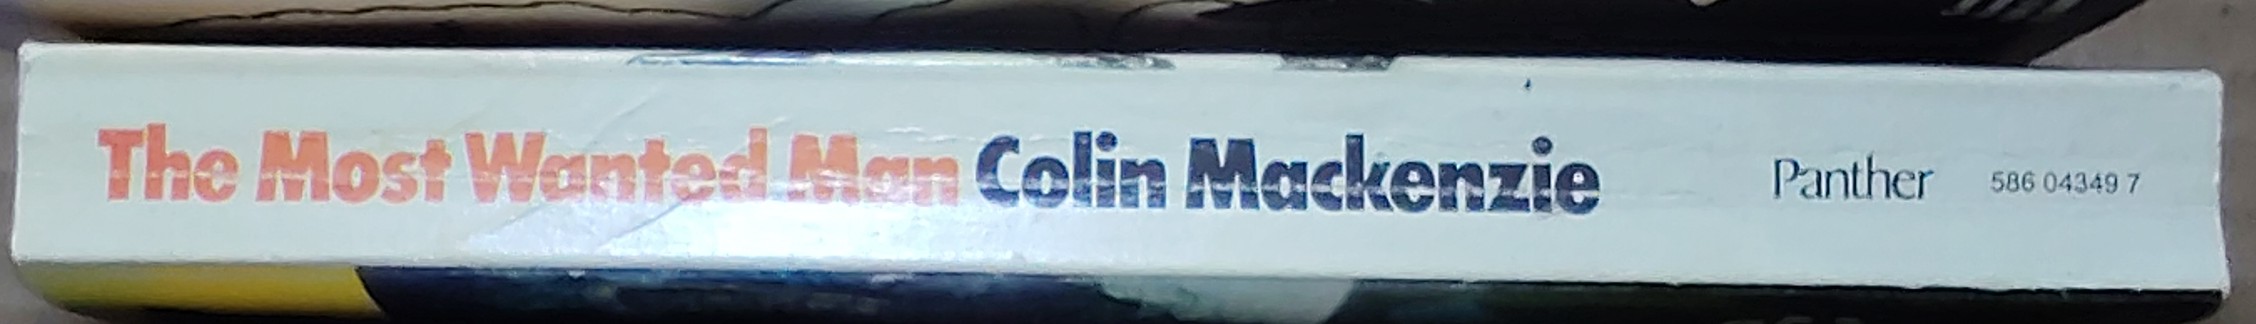 The Most Wanted Man Colin Mackenzie Panther 586 04349 7